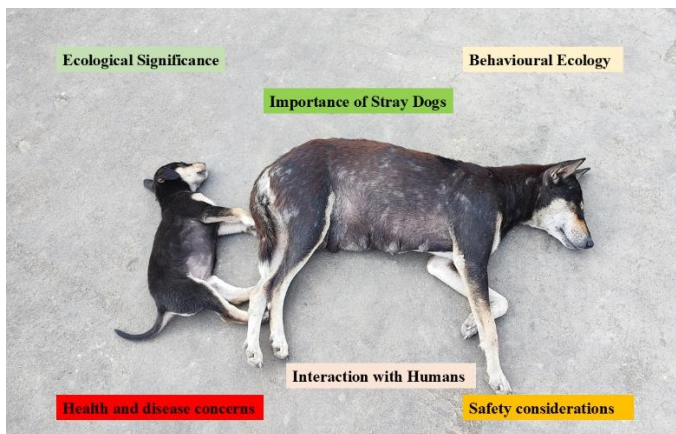 Ecological Significance
Behavioural Ecology
Importance of Stray Dogs
Interaction with Humans
Health and disease concerns
Safety considerations